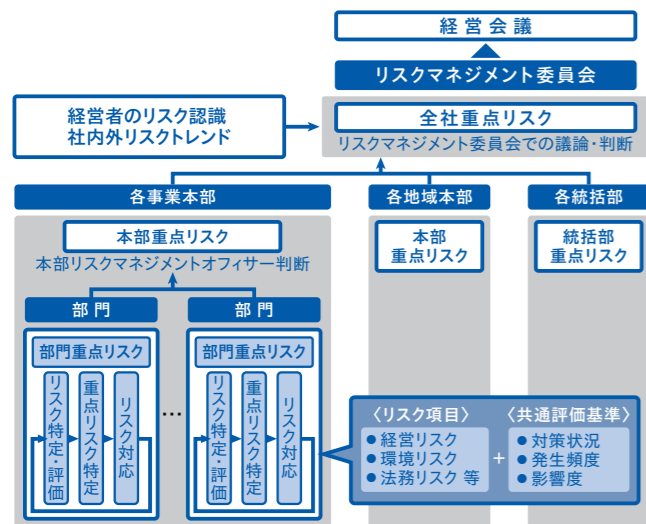 経営会議
リスクマネジメント委員会
経営者のリスク認識
社内外リスクトレンド
全社重点リスク
リスクマネジメント委員会での議論・判断
各事業本部
各地域本部
各統括部
本部重点リスク
本部リスクマネジメントオフィサー判断
本部
重点リスク
統括部
重点リスク
部門
部門
部門重点リスク
リスク特定・評価
重点リスク特定
リスク対応
…
部門重点リスク
リスク特定・評価
重点リスク特定
リスク対応
〈リスク項目〉
● 経営リスク
● 環境リスク
● 法務リスク 等
+
〈共通評価基準〉
● 対策状況
● 発生頻度
● 影響度